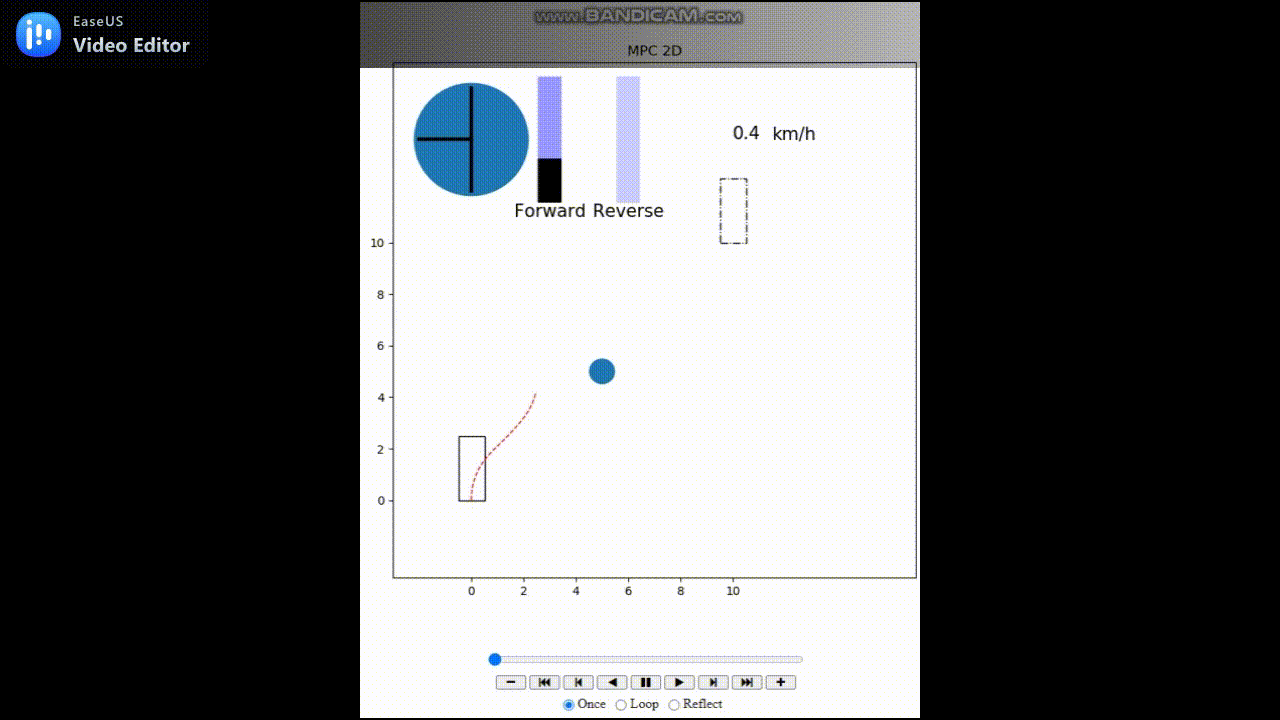 EaseUS
Video Editor
www.BANDICAM.com
MPC 2D
0.4 km/h
Forward Reverse
10
8
6
4
2
0
0 2 4 6 8 10
Once Loop Reflect